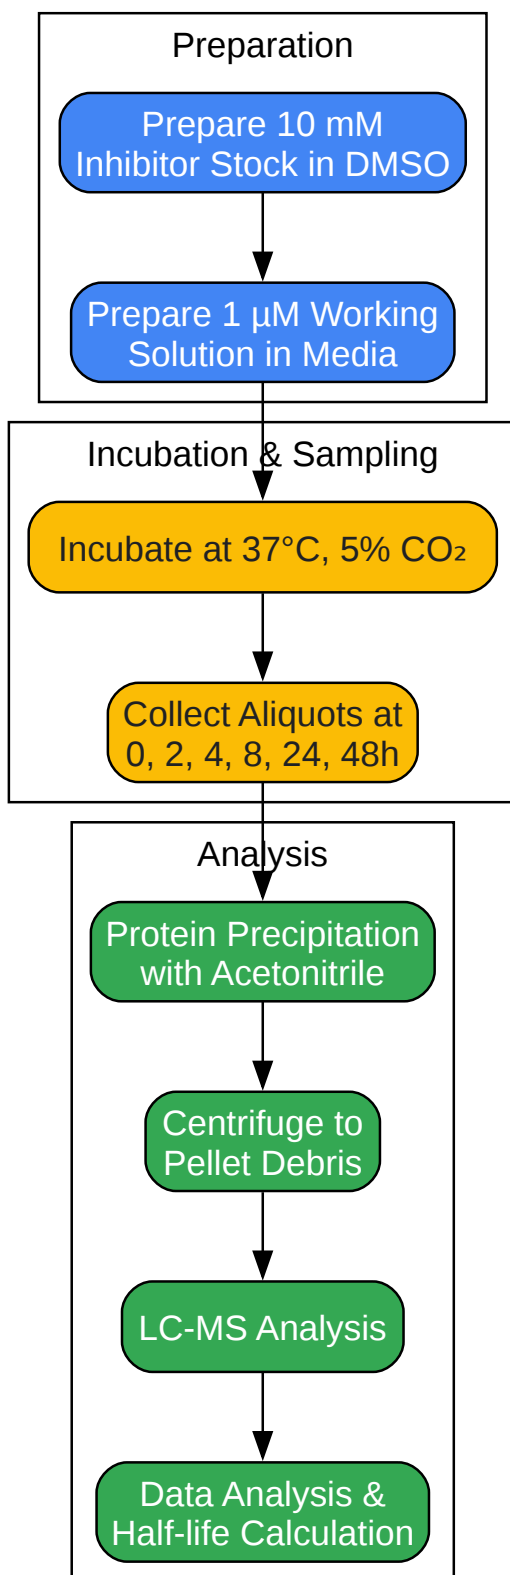 Preparation
Prepare 10 mM
Inhibitor Stock in DMSO
Prepare 1 µM Working
Solution in Media
Incubation & Sampling
Incubate at 37°C, 5% CO₂
Collect Aliquots at
0, 2, 4, 8, 24, 48h
Analysis
Protein Precipitation
with Acetonitrile
Centrifuge to
Pellet Debris
LC-MS Analysis
Data Analysis &
Half-life Calculation